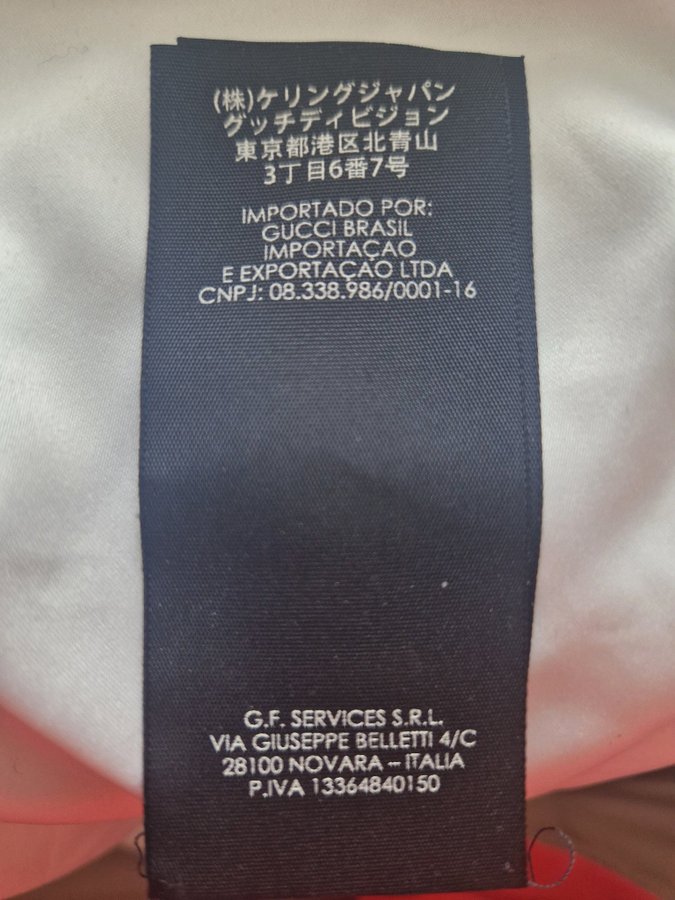 (株)ケリングジャパン
グッチディビジョン
東京都港区北青山
3丁目6番7号
IMPORTADO POR:
GUCCI BRASIL
IMPORTAÇAO
E EXPORTAÇAO LTDA
CNPJ: 08.338.986/0001-16
G.F. SERVICES S.R.L.
VIA GIUSEPPE BELLETTI 4/C
28100 NOVARA – ITALIA
P.IVA 13364840150